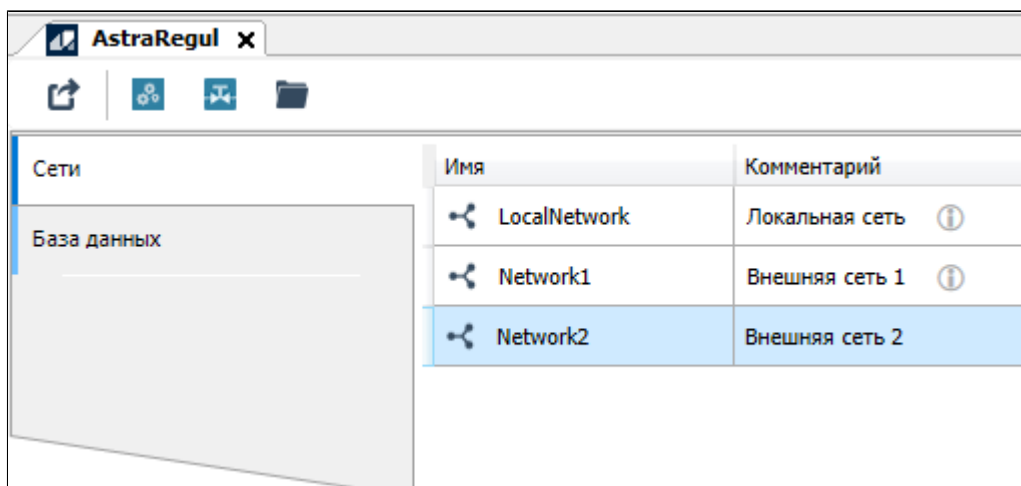 AstraRegul
Сети
База данных
Имя Комментарий
LocalNetwork Локальная сеть
Network1 Внешняя сеть 1
Network2 Внешняя сеть 2